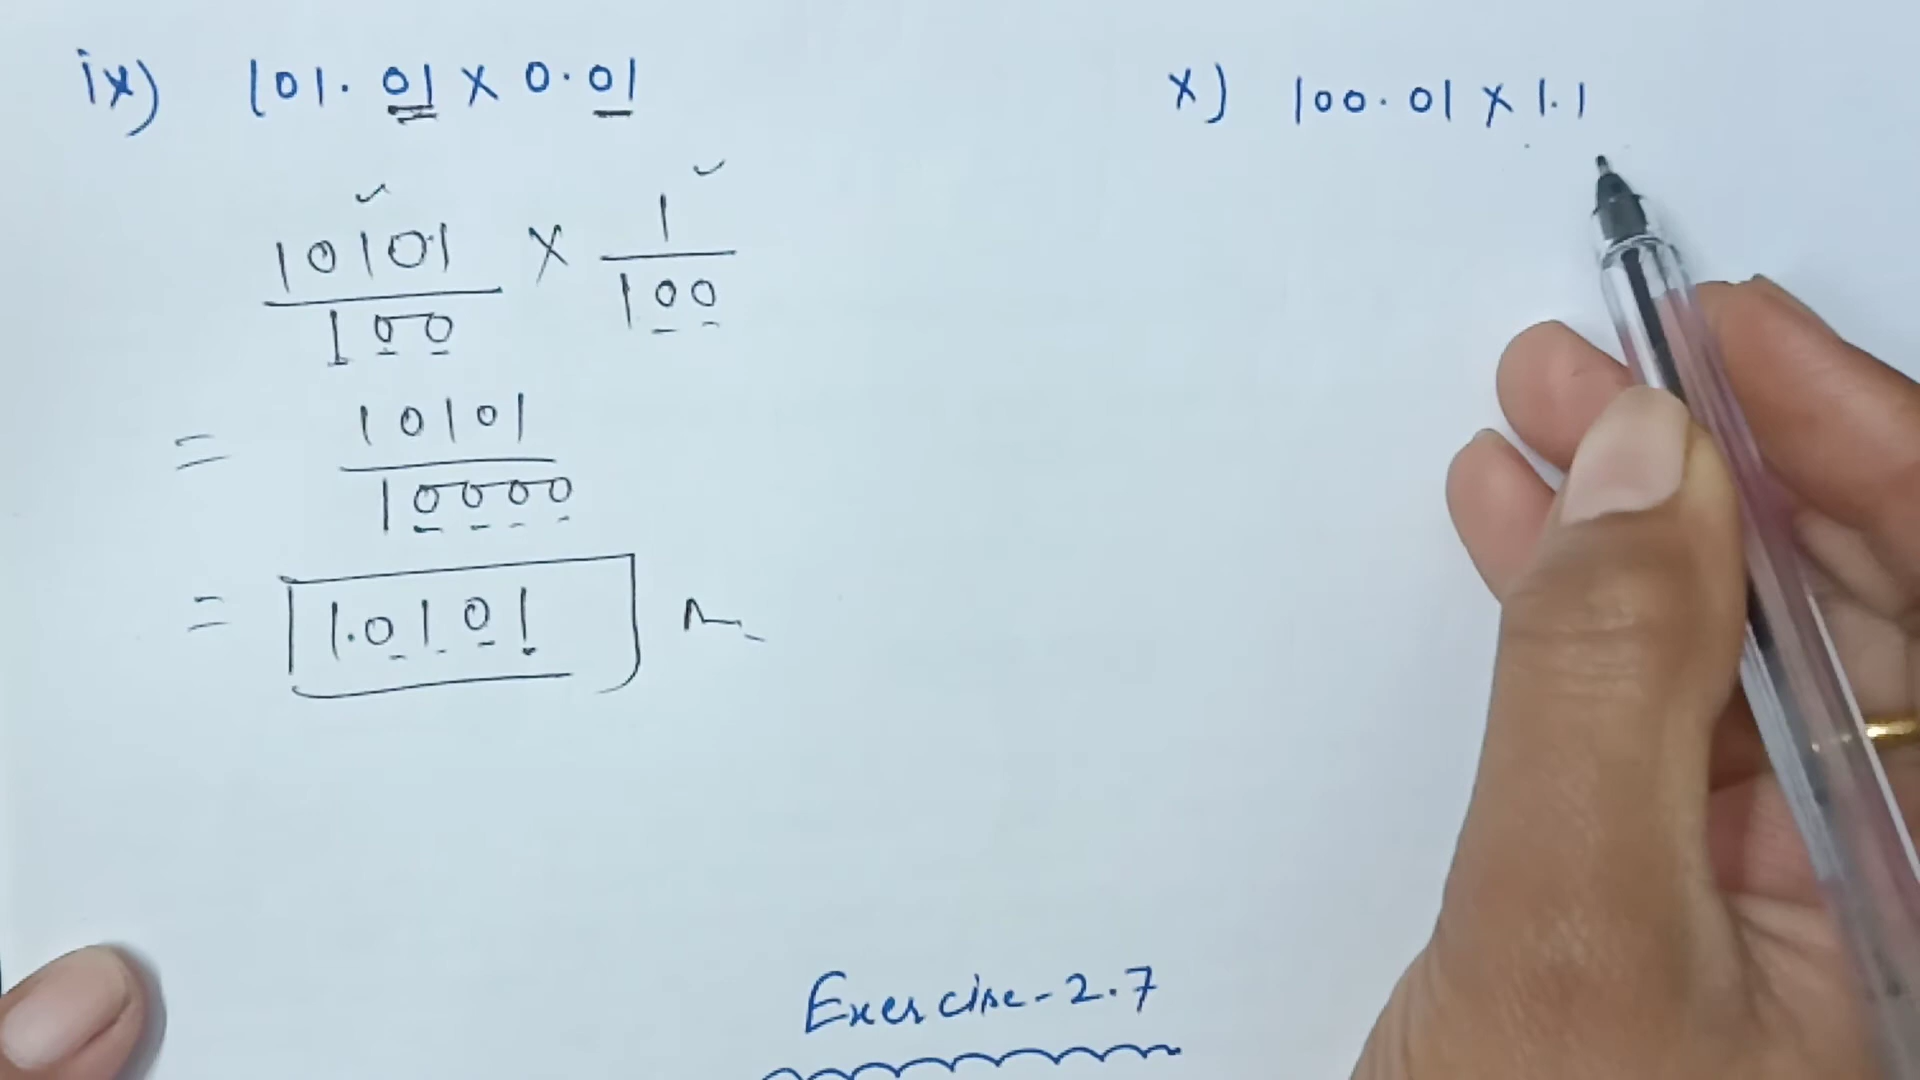 ix) 101.01 × 0.01
10101 / 100 × 1 / 100
= 10101 / 10000
= 1.0101
x) 100.01 × 1.1
Exercise-2.7